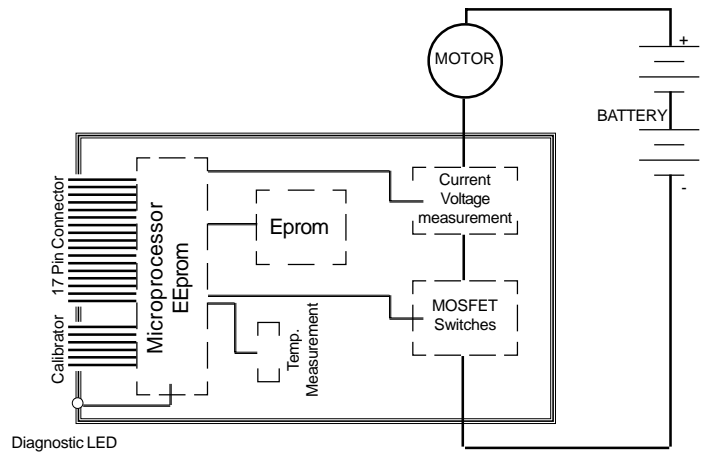 MOTOR
+
BATTERY
-
17 Pin Connector
Calibrator
Microprocessor
EEprom
Eprom
Temp.
Measurement
Current
Voltage
measurement
MOSFET
Switches
Diagnostic LED